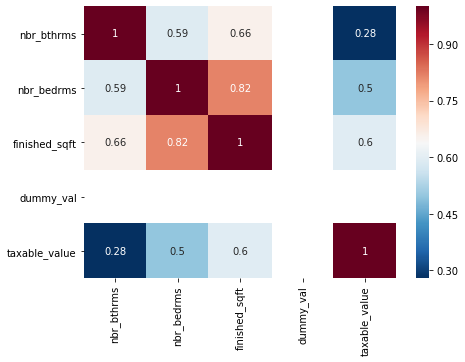 nbr_bthrms 1 0.59 0.66 0.28
nbr_bedrms 0.59 1 0.82 0.5
finished_sqft 0.66 0.82 1 0.6
dummy_val
taxable_value 0.28 0.5 0.6 1
nbr_bthrms
nbr_bedrms
finished_sqft
dummy_val
taxable_value
0.90
0.75
0.60
0.45
0.30